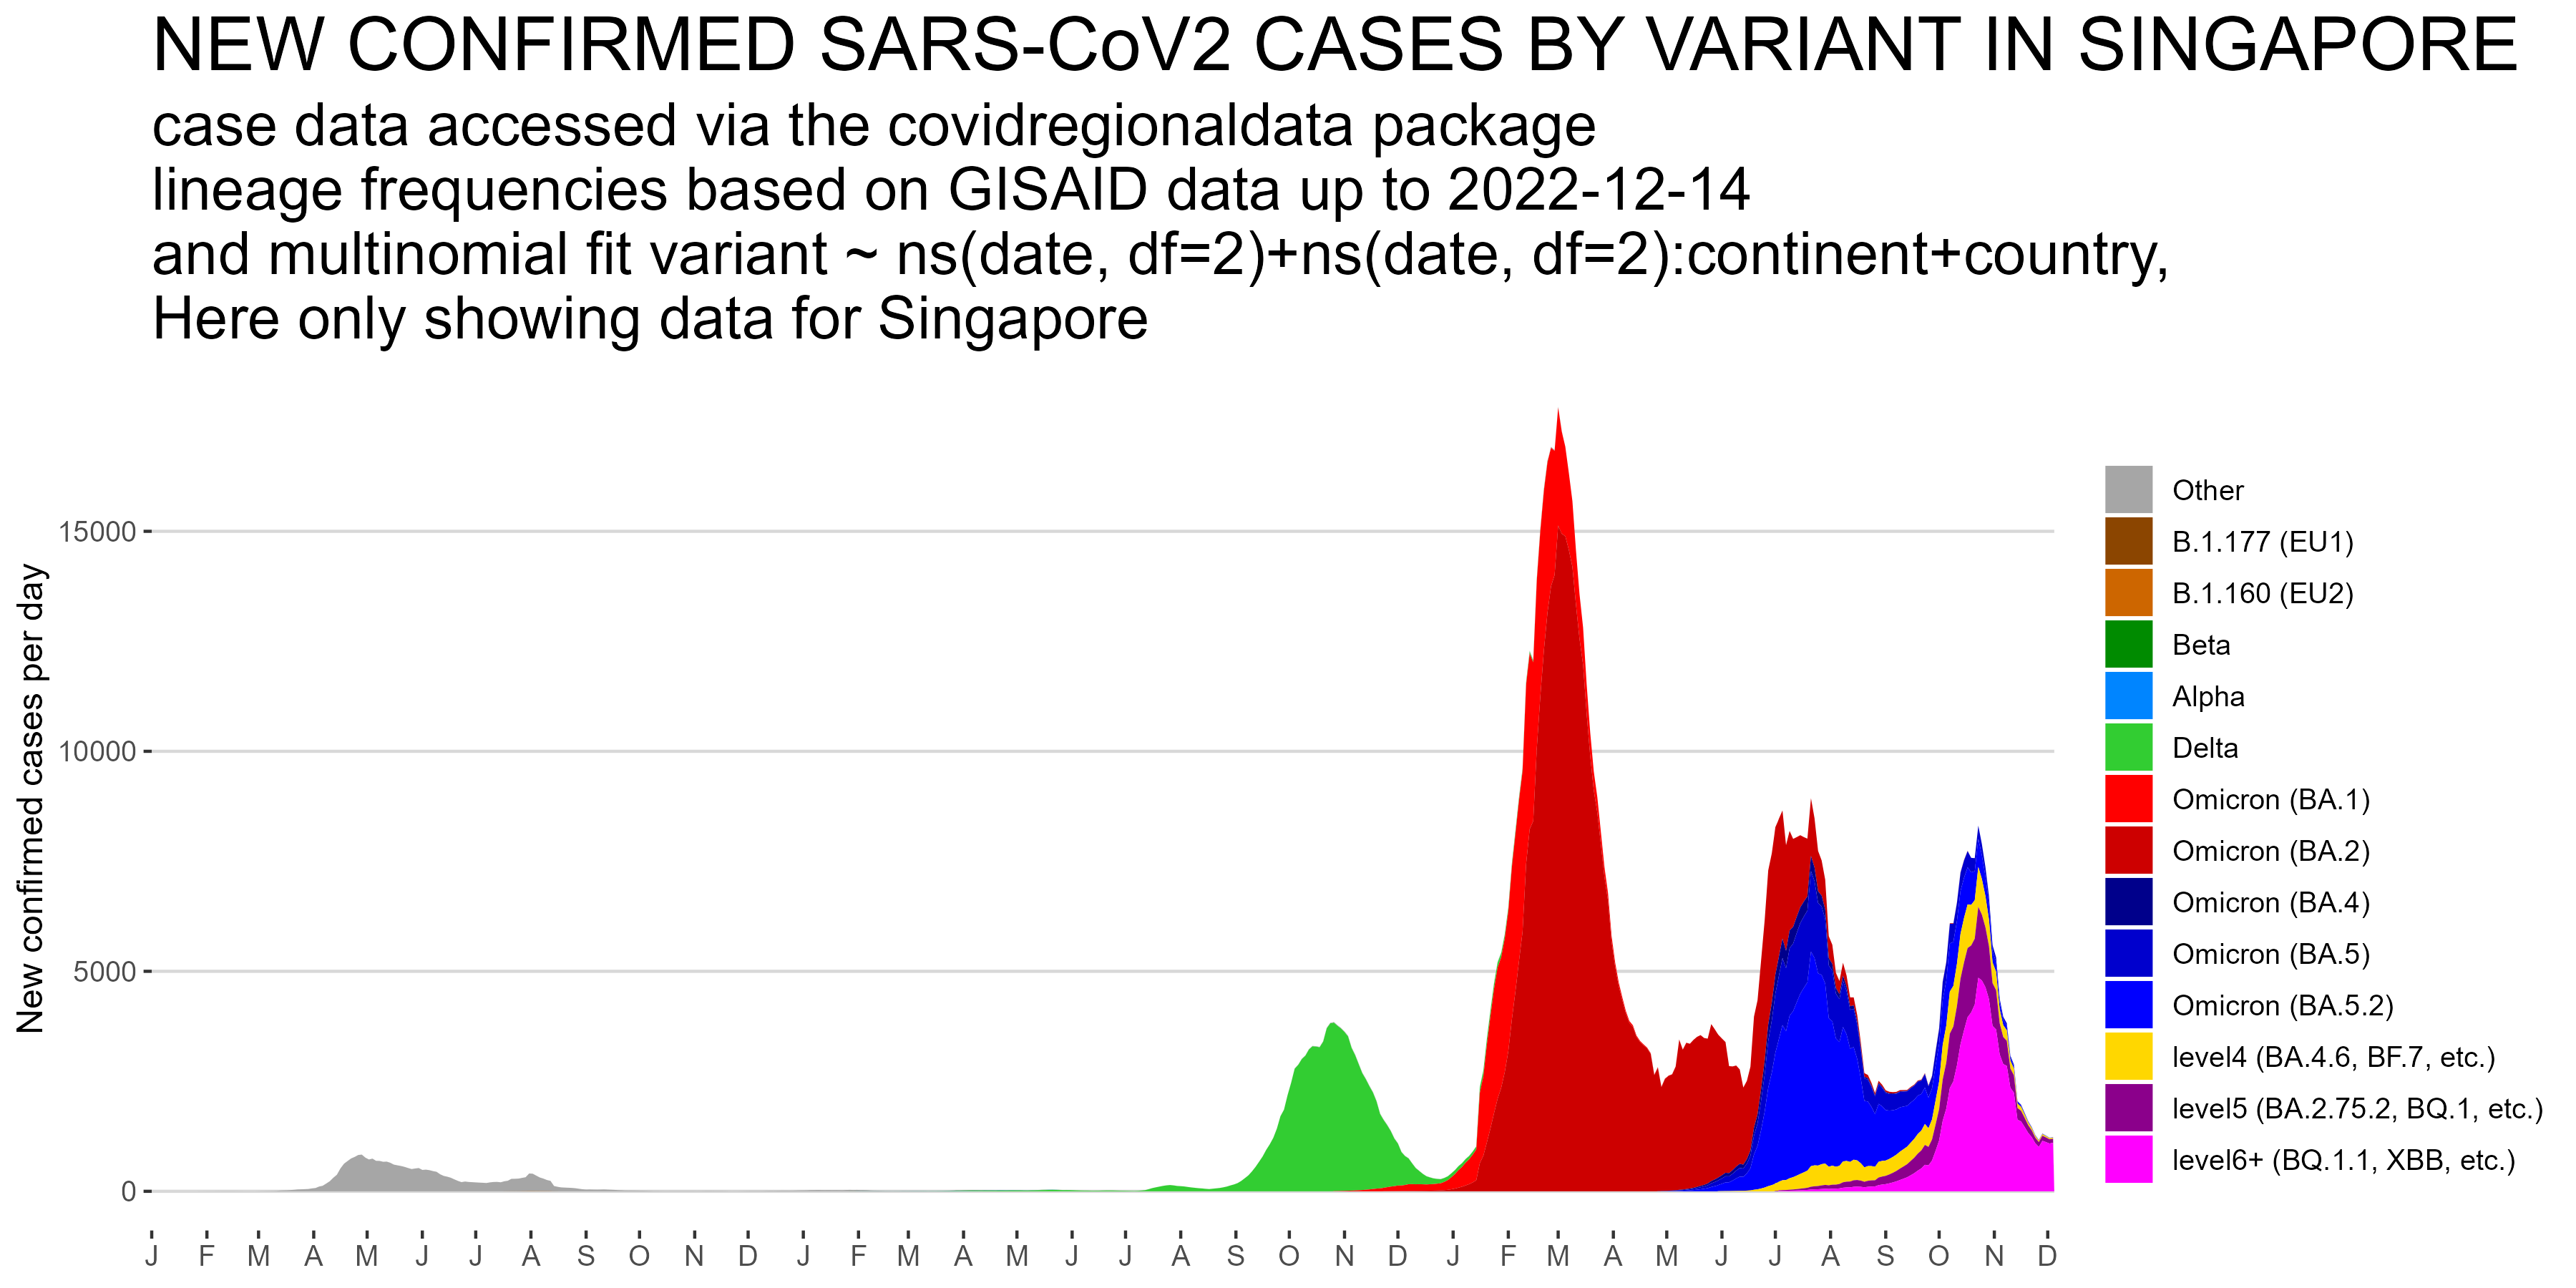 NEW CONFIRMED SARS-CoV2 CASES BY VARIANT IN SINGAPORE
case data accessed via the covidregionaldata package
lineage frequencies based on GISAID data up to 2022-12-14
and multinomial fit variant ~ ns(date, df=2)+ns(date, df=2):continent+country,
Here only showing data for Singapore
New confirmed cases per day
15000
10000
5000
0
J F M A M J J A S O N D J F M A M J J A S O N D J F M A M J J A S O N D
Other
B.1.177 (EU1)
B.1.160 (EU2)
Beta
Alpha
Delta
Omicron (BA.1)
Omicron (BA.2)
Omicron (BA.4)
Omicron (BA.5)
Omicron (BA.5.2)
level4 (BA.4.6, BF.7, etc.)
level5 (BA.2.75.2, BQ.1, etc.)
level6+ (BQ.1.1, XBB, etc.)